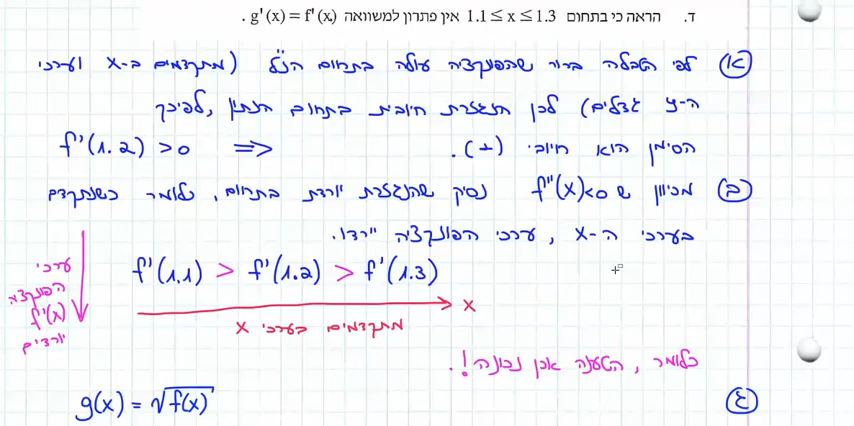 ד. הראה כי בתחום 1.1 ≤ x ≤ 1.3 אין פתרון למשוואה g'(x) = f'(x).
(א) לפי הטבלה ברור שהפונקציה עולה בתחום הנ"ל (מתקדמים ב-x וערכי
ה-y גדלים) לכן הנגזרת חיובית בתחום הנתון, לפיכך
הסימן הוא חיובי (+). ⟹ f'(1.2) > 0
(ב) מכיוון ש f''(x)<0 נסיק שהנגזרת יורדת בתחום, כלומר כשנתקדם
בערכי ה-x, ערכי הפונקציה יירדו.
f'(1.1) > f'(1.2) > f'(1.3)
x
מתקדמים בערכי x
ערכי
הפונקציה
f'(x)
יורדים
כלומר, הטענה אכן נכונה!.
(ג) g(x) = √f(x)